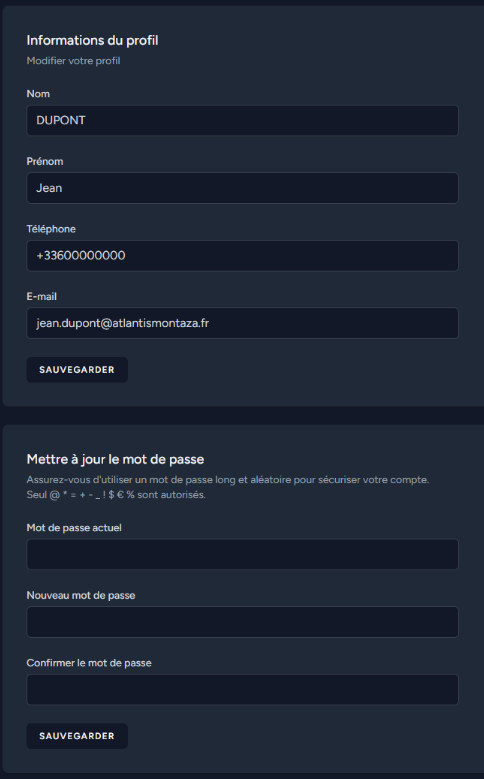 Informations du profil
Modifier votre profil
Nom
DUPONT
Prénom
Jean
Téléphone
+33600000000
E-mail
jean.dupont@atlantismontaza.fr
SAUVEGARDER
Mettre à jour le mot de passe
Assurez-vous d'utiliser un mot de passe long et aléatoire pour sécuriser votre compte.
Seul @ * = + - _ ! $ € % sont autorisés.
Mot de passe actuel
Nouveau mot de passe
Confirmer le mot de passe
SAUVEGARDER